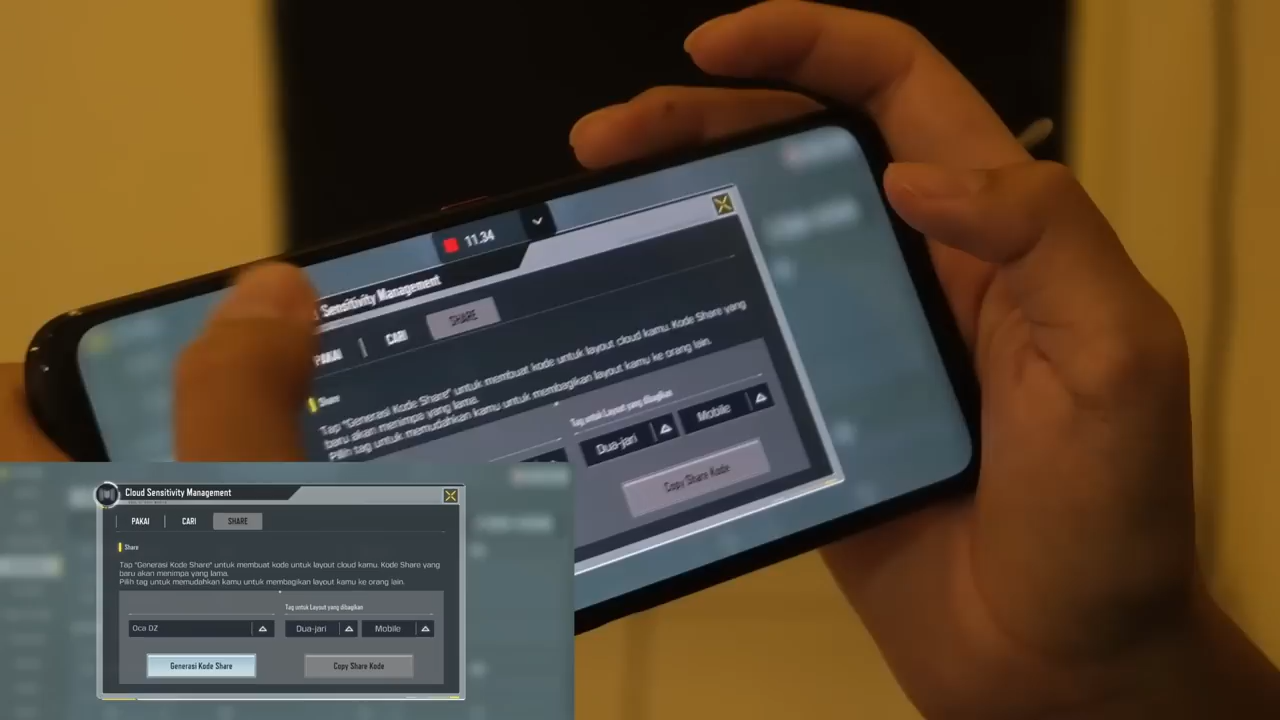 11.34
Sensitivity Management
PAKAI
CARI
SHARE
Share
Tap "Generasi Kode Share" untuk membuat kode untuk layout cloud kamu. Kode Share yang
baru akan menimpa yang lama.
Pilih tag untuk memudahkan kamu untuk membagikan layout kamu ke orang lain.
Tag untuk Layout yang dibagikan
Dua-jari
Mobile
Copy Share Kode
Cloud Sensitivity Management
PAKAI
CARI
SHARE
Share
Tap "Generasi Kode Share" untuk membuat kode untuk layout cloud kamu. Kode Share yang
baru akan menimpa yang lama.
Pilih tag untuk memudahkan kamu untuk membagikan layout kamu ke orang lain.
Tag untuk Layout yang dibagikan
Oca DZ
Dua-jari
Mobile
Generasi Kode Share
Copy Share Kode